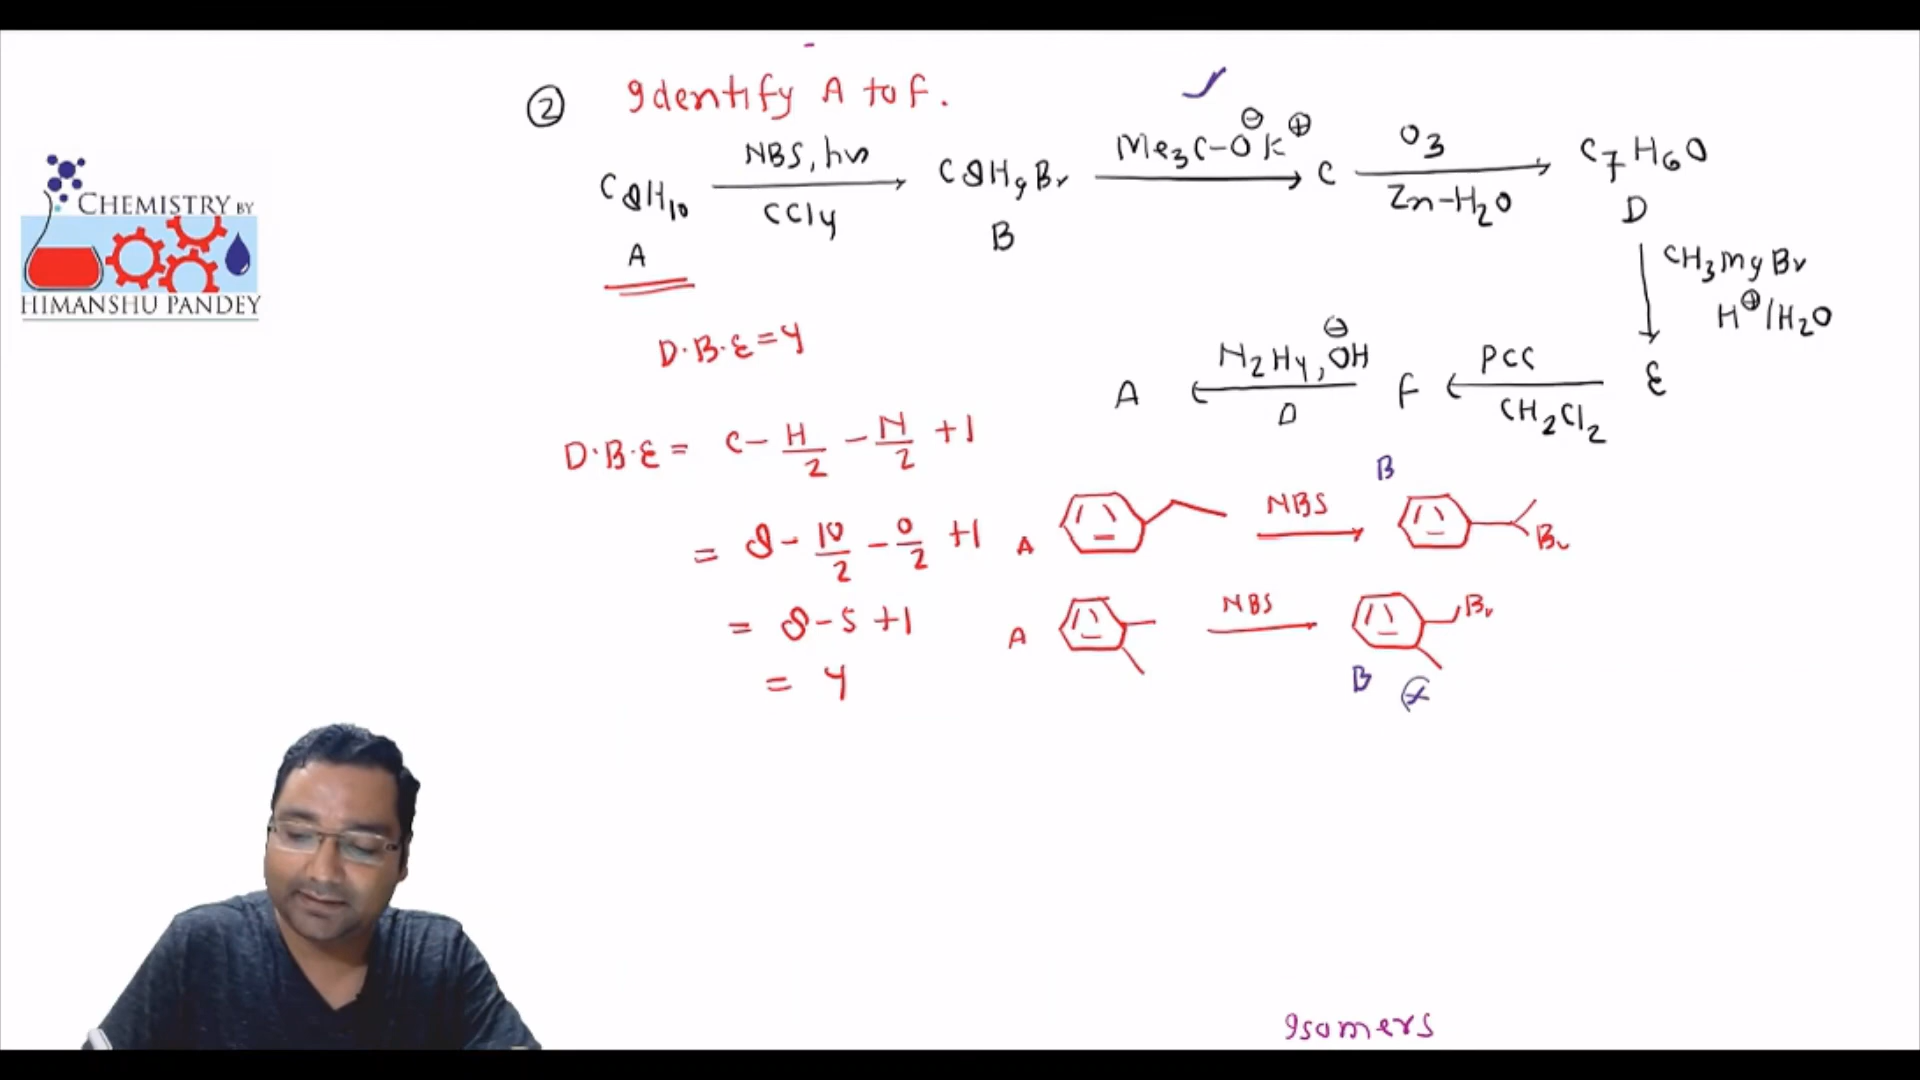 CHEMISTRY BY
HIMANSHU PANDEY
② Identify A to F.
C8H10 NBS, hν CCl4 C8H9Br Me3C-O⊖ K⊕ C O3 Zn-H2O C7H6O
A B D
CH3MgBr
H⊕/H2O
E
PCC
CH2Cl2
F
N2H4, ⊖OH
Δ
A
D.B.E = 4
D.B.E = C - H/2 - N/2 + 1
= 8 - 10/2 - 0/2 + 1
= 8 - 5 + 1
= 4
A NBS B Br
A NBS Br
B
Isomers